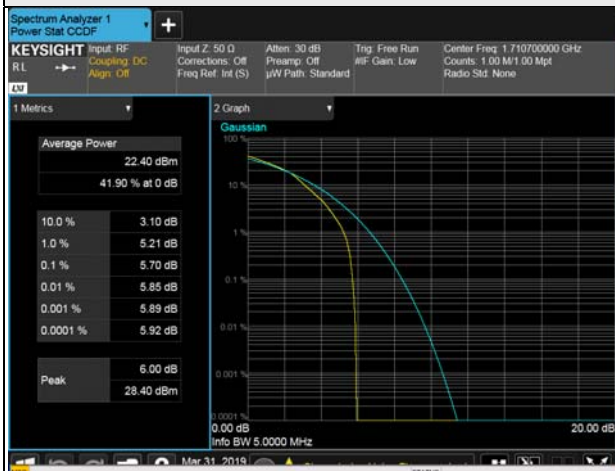 Spectrum Analyzer 1
Power Stat CCDF
KEYSIGHT
RL
LXI
Input: RF
Coupling: DC
Align: Off
Input Z: 50 Ω
Corrections: Off
Freq Ref: Int (S)
Atten: 30 dB
Preamp: Off
µW Path: Standard
Trig: Free Run
#IF Gain: Low
Center Freq: 1.710700000 GHz
Counts: 1.00 M/1.00 Mpt
Radio Std: None
1 Metrics
Average Power
22.40 dBm
41.90 % at 0 dB
10.0 % 3.10 dB
1.0 % 5.21 dB
0.1 % 5.70 dB
0.01 % 5.85 dB
0.001 % 5.89 dB
0.0001 % 5.92 dB
Peak 6.00 dB
28.40 dBm
2 Graph
Gaussian
100 %
10 %
1 %
0.1 %
0.01 %
0.001 %
0.0001 %
0.00 dB 20.00 dB
Info BW 5.0000 MHz
Mar 31, 2019